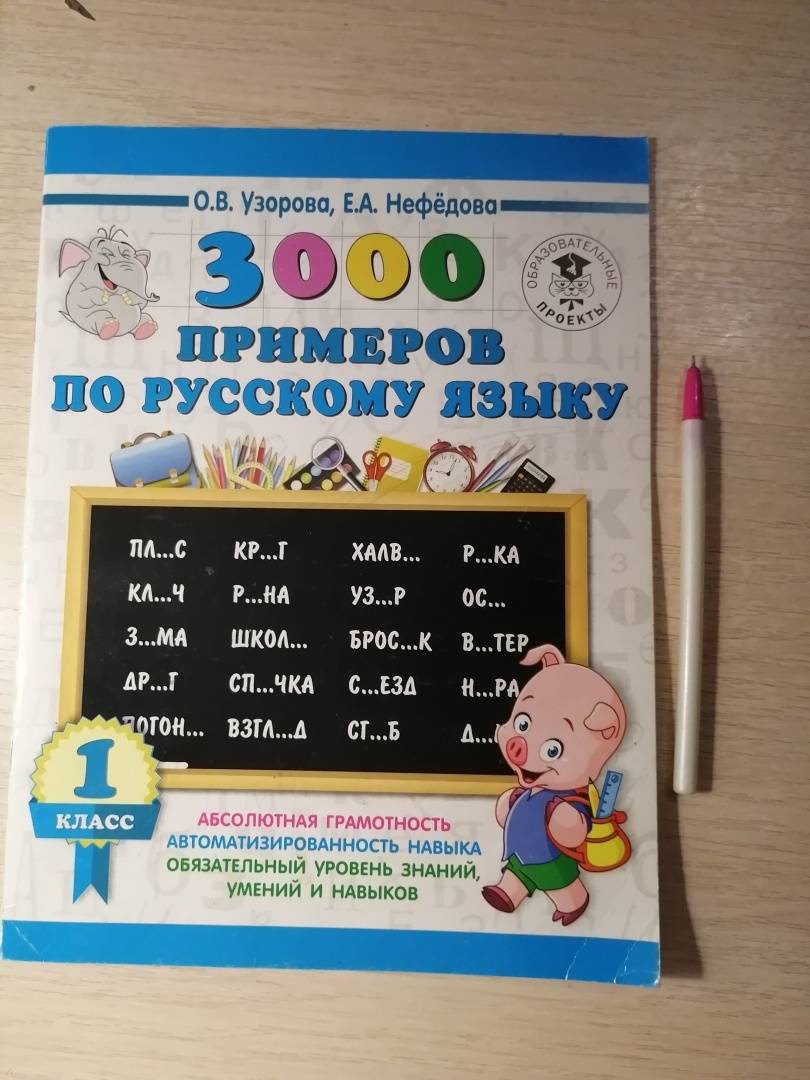 О.В. Узорова, Е.А. Нефёдова
3000
ОБРАЗОВАТЕЛЬНЫЕ
ПРОЕКТЫ
ПРИМЕРОВ
ПО РУССКОМУ ЯЗЫКУ
ПЛ...С КР...Г ХАЛВ... Р...КА
КЛ...Ч Р...НА УЗ...Р ОС...
З...МА ШКОЛ... БРОС...К В...ТЕР
ДР...Г СП...ЧКА С...ЕЗД Н...РА
ПОГОН... ВЗГЛ...Д СТ...Б Д...
1
КЛАСС
АБСОЛЮТНАЯ ГРАМОТНОСТЬ
АВТОМАТИЗИРОВАННОСТЬ НАВЫКА
ОБЯЗАТЕЛЬНЫЙ УРОВЕНЬ ЗНАНИЙ,
УМЕНИЙ И НАВЫКОВ